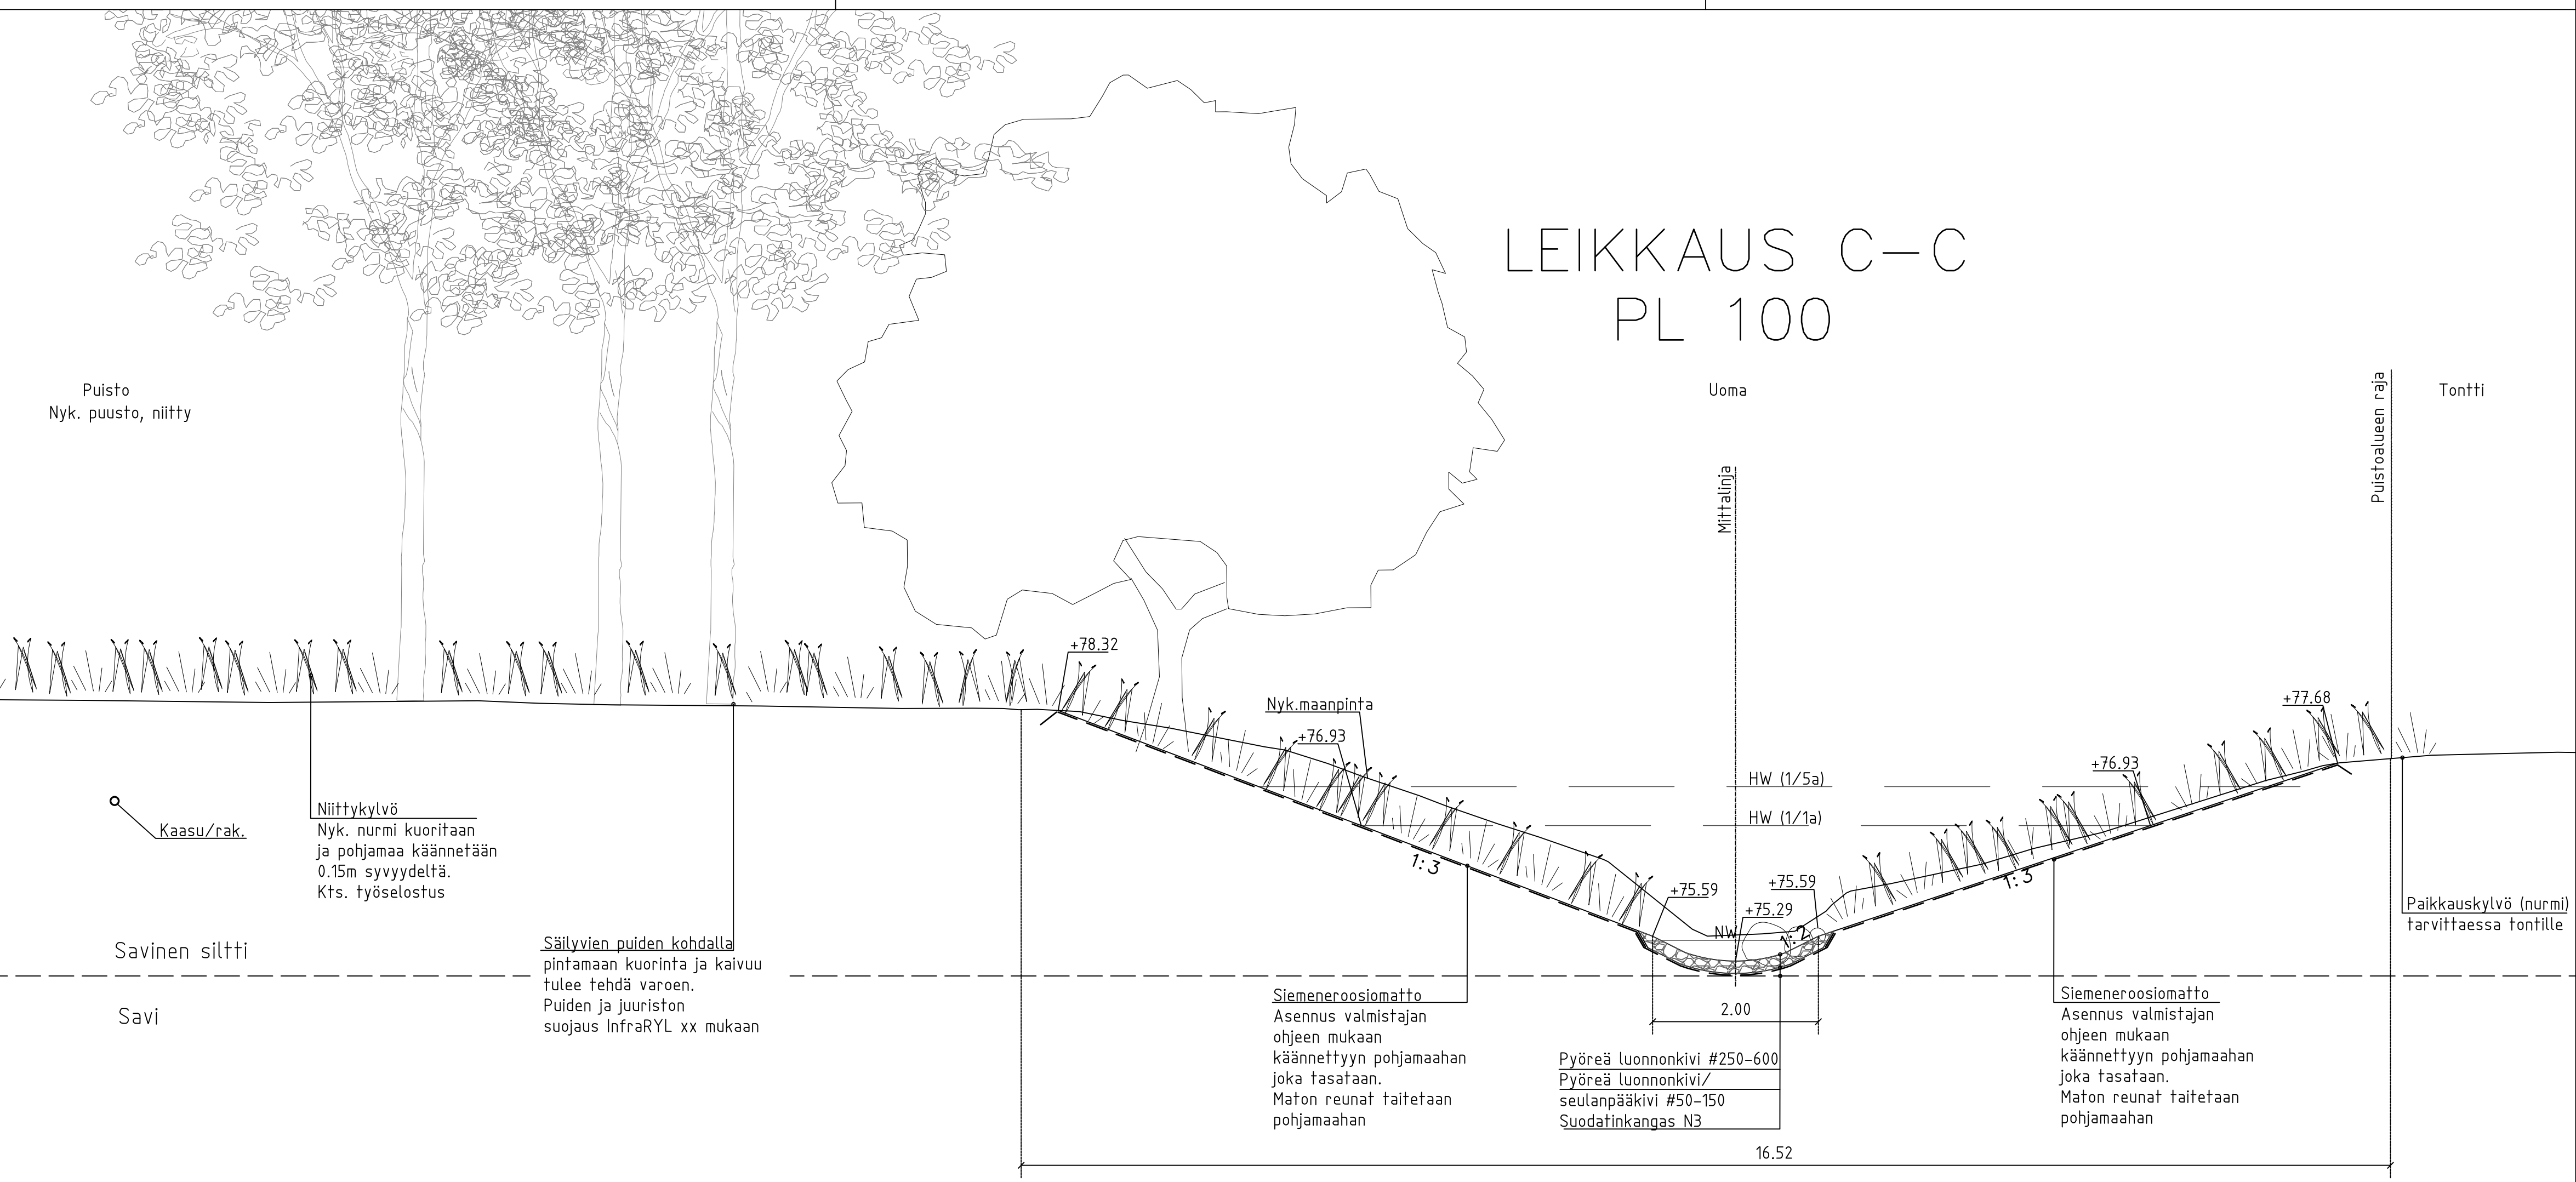 LEIKKAUS C-C
PL 100
Puisto
Nyk. puusto, niitty
Uoma
Puistoalueen raja
Tontti
Mittalinja
+78.32
Nyk.maanpinta
+76.93
+77.68
+76.93
HW (1/5a)
HW (1/1a)
Kaasu/rak.
Niittykylvö
Nyk. nurmi kuoritaan
ja pohjamaa käännetään
0.15m syvyydeltä.
Kts. työselostus
1:3
1:3
+75.59
+75.59
+75.29
NW
1:2
Paikkauskylvö (nurmi)
tarvittaessa tontille
Savinen siltti
Savi
Säilyvien puiden kohdalla
pintamaan kuorinta ja kaivuu
tulee tehdä varoen.
Puiden ja juuriston
suojaus InfraRYL xx mukaan
Siemeneroosiomatto
Asennus valmistajan
ohjeen mukaan
käännettyyn pohjamaahan
joka tasataan.
Maton reunat taitetaan
pohjamaahan
2.00
Pyöreä luonnonkivi #250-600
Pyöreä luonnonkivi/
seulanpääkivi #50-150
Suodatinkangas N3
Siemeneroosiomatto
Asennus valmistajan
ohjeen mukaan
käännettyyn pohjamaahan
joka tasataan.
Maton reunat taitetaan
pohjamaahan
16.52